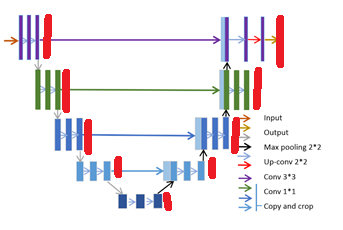 Input
Output
Max pooling 2*2
Up-conv 2*2
Conv 3*3
Conv 1*1
Copy and crop